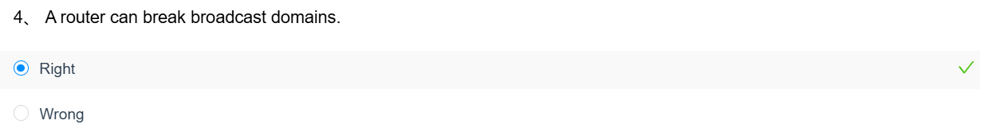 4、 A router can break broadcast domains.
Right
Wrong